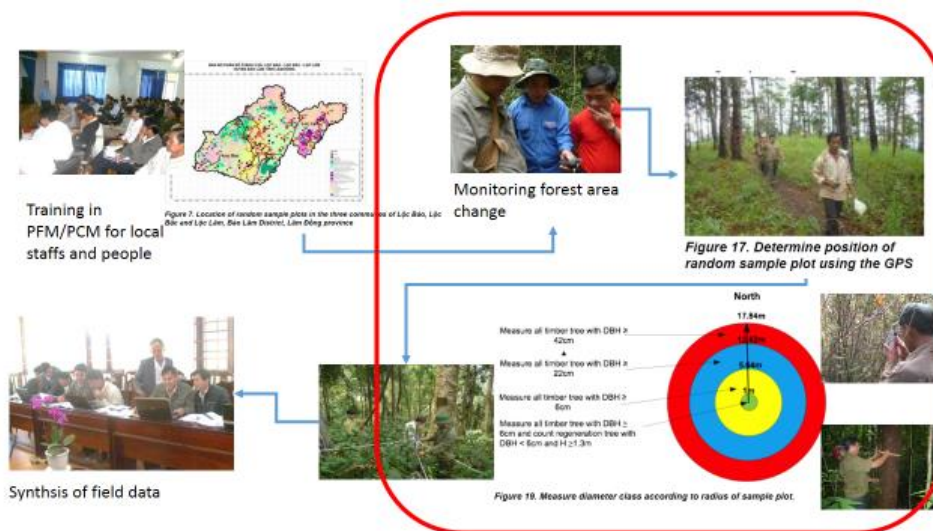 Training in
PFM/PCM for local
staffs and people
Figure 7. Location of random sample plots in the three communes of Lộc Bảo, Lộc
Bắc and Lộc Lâm, Bảo Lâm District, Lâm Đồng province
Monitoring forest area
change
Figure 17. Determine position of
random sample plot using the GPS
North
17.84m
Measure all timber tree with DBH ≥
42cm
Measure all timber tree with DBH ≥
22cm
5.64m
1m
Measure all timber tree with DBH ≥
6cm
Measure all timber tree with DBH ≥
6cm and count regeneration tree with
DBH < 6cm and H ≥1.3m
Figure 19. Measure diameter class according to radius of sample plot.
Synthsis of field data